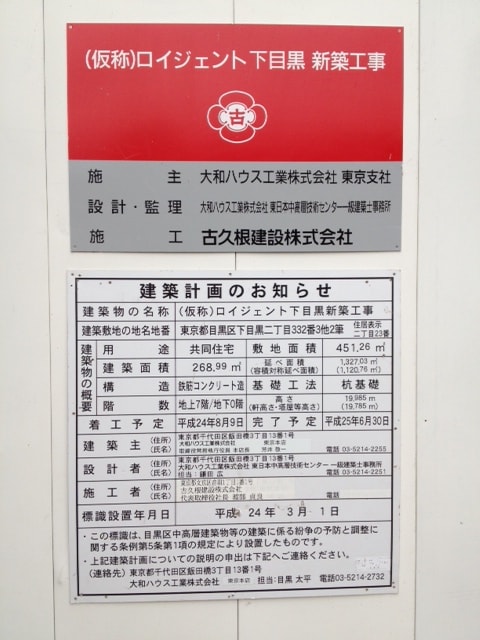 (仮称)ロイジェント下目黒 新築工事
古
施 主 大和ハウス工業株式会社 東京支社
設計・監理 大和ハウス工業株式会社 東日本中高層技術センター一級建築士事務所
施 工 古久根建設株式会社
建築計画のお知らせ
建築物の名称 (仮称)ロイジェント下目黒新築工事
建築敷地の地名地番 東京都目黒区下目黒二丁目332番3他2筆 住居表示 二丁目23番
建築物の概要
用途 共同住宅 敷地面積 451.26㎡
建築面積 268.99㎡ 延べ面積 (容積対称延べ面積) 1,327.03㎡ (1,120.76㎡)
構造 鉄筋コンクリート造 基礎工法 杭基礎
階数 地上7階/地下0階 高さ (軒高さ・塔屋等高さ) 19.985m (19.785m)
着工予定 平成24年8月9日 完了予定 平成25年6月30日
建築主 (住所) (氏名) 東京都千代田区飯田橋3丁目13番1号
大和ハウス工業株式会社 東京本店
電話 03-5214-2255
設計者 (住所) (氏名) 東京都千代田区飯田橋3丁目13番1号
大和ハウス工業株式会社 東日本中高層技術センター 一級建築士事務所
担当：鎌田 広 電話 03-5214-2251
施工者 (住所) (氏名)
古久根建設株式会社
電話
標識設置年月日 平成 24年 3月 1日
・この標識は、目黒区中高層建築物等の建築に係る紛争の予防と調整に
関する条例第5条第1項の規定により設置したものです。
・上記建築計画についての説明の申出は下記へご連絡ください。
(連絡先) 東京都千代田区飯田橋3丁目13番1号
大和ハウス工業株式会社 東京本店 担当：目黒 太平 電話03-5214-2732